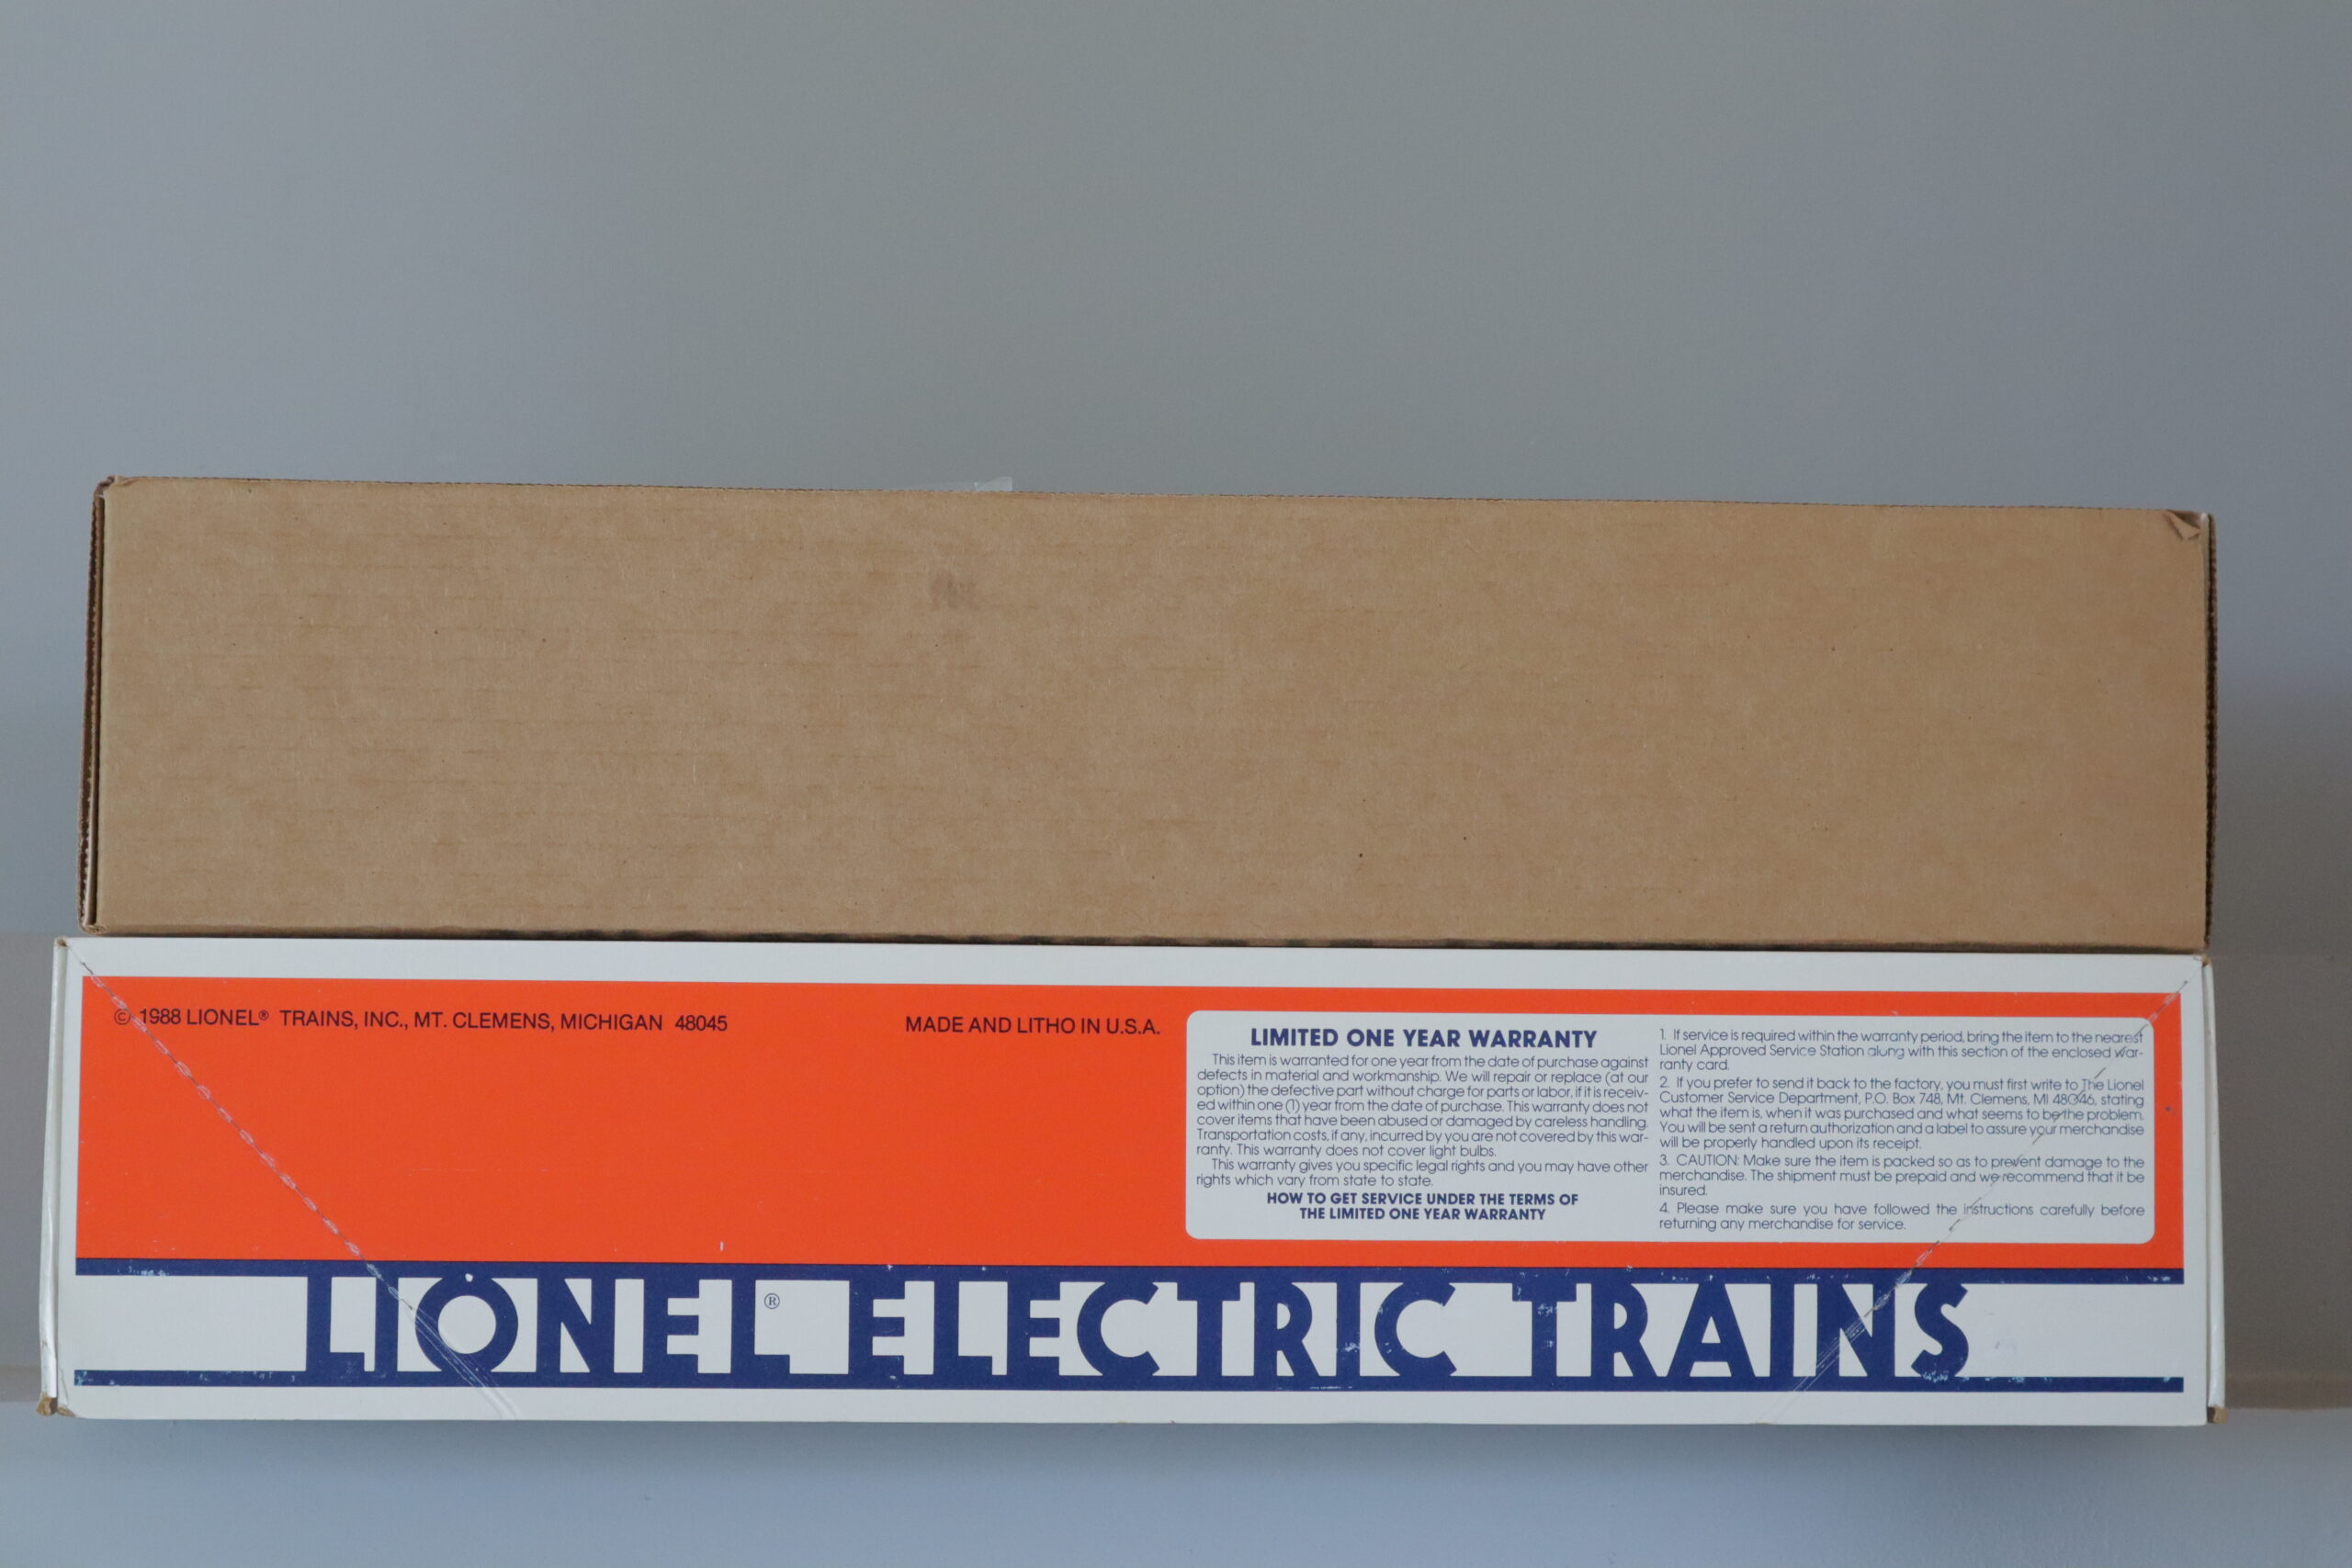 © 1988 LIONEL® TRAINS, INC., MT. CLEMENS, MICHIGAN 48045
MADE AND LITHO IN U.S.A.
LIMITED ONE YEAR WARRANTY
This item is warranted for one year from the date of purchase against
defects in material and workmanship. We will repair or replace (at our
option) the defective part without charge for parts or labor, if it is receiv-
ed within one (1) year from the date of purchase. This warranty does not
cover items that have been abused or damaged by careless handling.
Transportation costs, if any, incurred by you are not covered by this war-
ranty. This warranty does not cover light bulbs.
This warranty gives you specific legal rights and you may have other
rights which vary from state to state.
HOW TO GET SERVICE UNDER THE TERMS OF
THE LIMITED ONE YEAR WARRANTY
1. If service is required within the warranty period, bring the item to the nearest
Lionel Approved Service Station along with this section of the enclosed war-
ranty card.
2. If you prefer to send it back to the factory, you must first write to The Lionel
Customer Service Department, P.O. Box 748, Mt. Clemens, MI 48046, stating
what the item is, when it was purchased and what seems to be the problem.
You will be sent a return authorization and a label to assure your merchandise
will be properly handled upon its receipt.
3. CAUTION: Make sure the item is packed so as to prevent damage to the
merchandise. The shipment must be prepaid and we recommend that it be
insured.
4. Please make sure you have followed the instructions carefully before
returning any merchandise for service.
LIONEL® ELECTRIC TRAINS